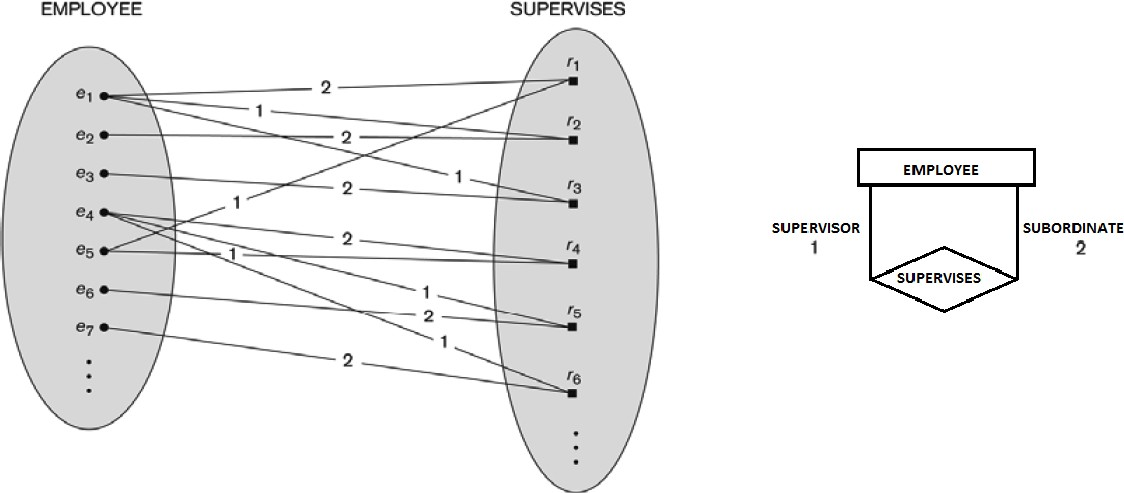 EMPLOYEE
SUPERVISES
e1
e2
e3
e4
e5
e6
e7
2
1
2
1
2
1
2
1
1
2
1
2
r1
r2
r3
r4
r5
r6
EMPLOYEE
SUPERVISOR
1
SUBORDINATE
2
SUPERVISES